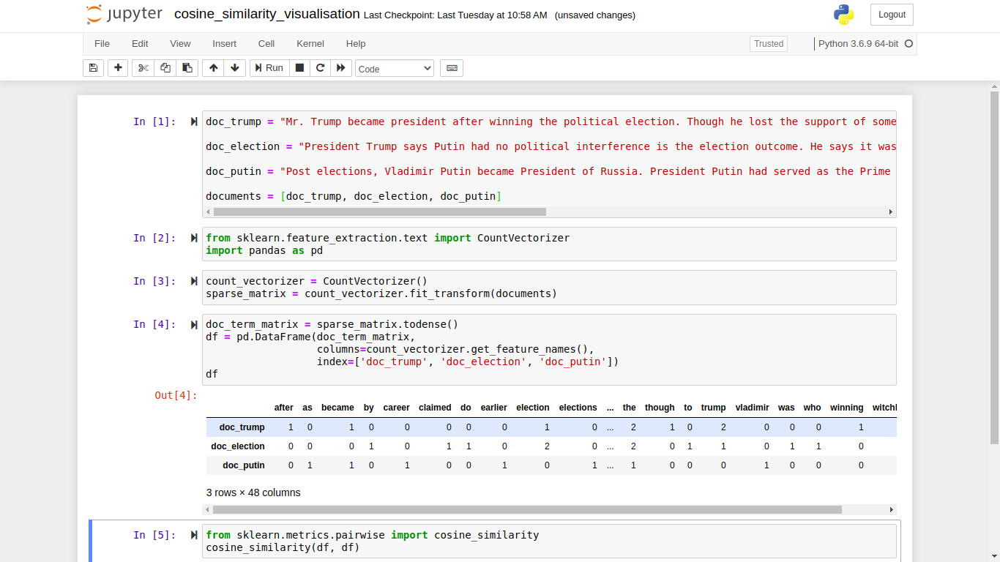 jupyter cosine_similarity_visualisation Last Checkpoint: Last Tuesday at 10:58 AM (unsaved changes) Logout
File Edit View Insert Cell Kernel Help Trusted Python 3.6.9 64-bit
Run Code
In [1]:
doc_trump = "Mr. Trump became president after winning the political election. Though he lost the support of some
doc_election = "President Trump says Putin had no political interference is the election outcome. He says it was
doc_putin = "Post elections, Vladimir Putin became President of Russia. President Putin had served as the Prime
documents = [doc_trump, doc_election, doc_putin]
In [2]:
from sklearn.feature_extraction.text import CountVectorizer
import pandas as pd
In [3]:
count_vectorizer = CountVectorizer()
sparse_matrix = count_vectorizer.fit_transform(documents)
In [4]:
doc_term_matrix = sparse_matrix.todense()
df = pd.DataFrame(doc_term_matrix,
columns=count_vectorizer.get_feature_names(),
index=['doc_trump', 'doc_election', 'doc_putin'])
df
Out[4]:
after as became by career claimed do earlier election elections ... the though to trump vladimir was who winning
doc_trump 1 0 1 0 0 0 0 0 1 0 ... 2 1 0 2 0 0 0 1
doc_election 0 0 0 1 0 1 1 0 2 0 ... 2 0 1 1 0 1 1 0
doc_putin 0 1 1 0 1 0 0 1 0 1 ... 1 0 0 0 1 0 0 0
3 rows × 48 columns
In [5]:
from sklearn.metrics.pairwise import cosine_similarity
cosine_similarity(df, df)